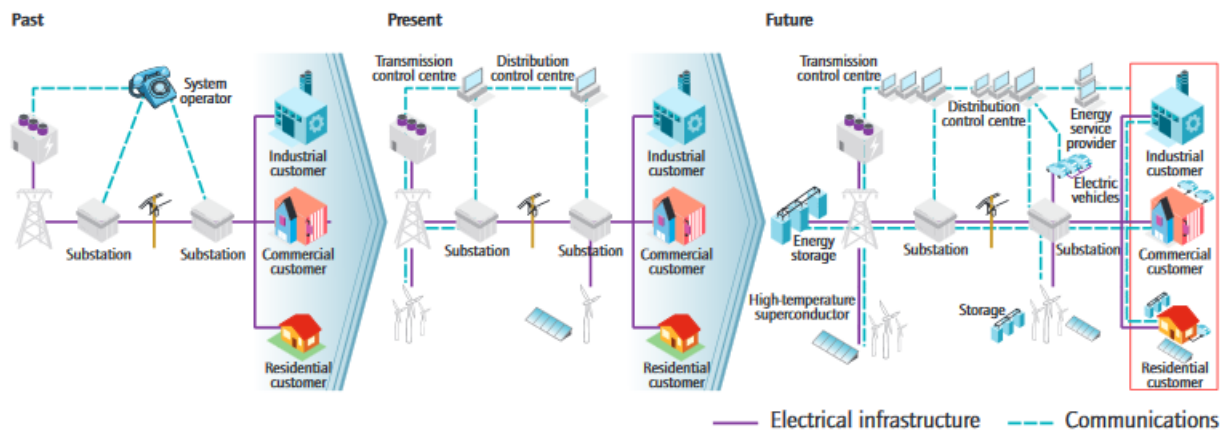 Past
System
operator
Substation
Substation
Industrial
customer
Commercial
customer
Residential
customer
Present
Transmission
control centre
Distribution
control centre
Substation
Substation
Industrial
customer
Commercial
customer
Residential
customer
Future
Transmission
control centre
Distribution
control centre
Energy
service
provider
Electric
vehicles
Energy
storage
Substation
Substation
High-temperature
superconductor
Storage
Industrial
customer
Commercial
customer
Residential
customer
Electrical infrastructure
Communications